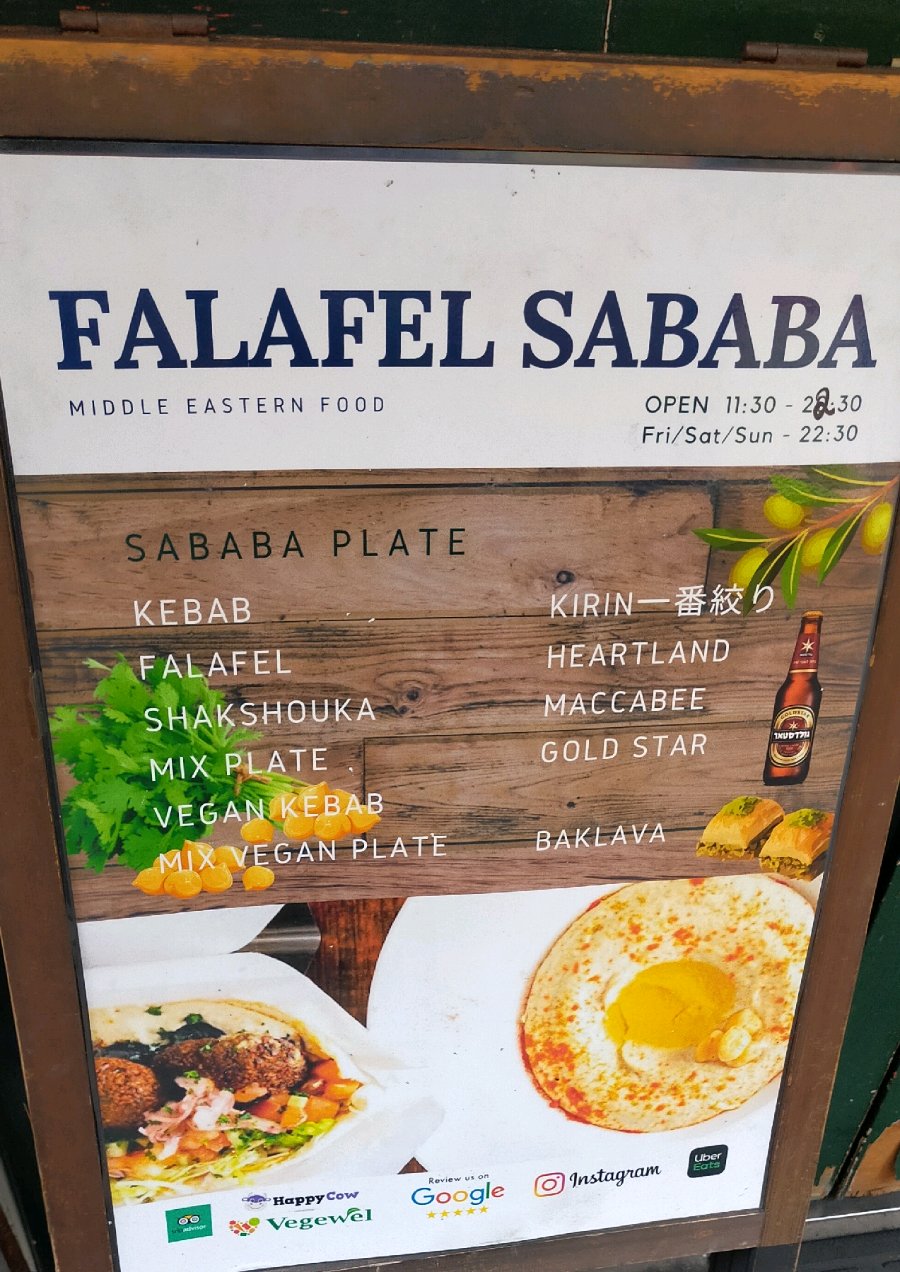 FALAFEL SABABA
MIDDLE EASTERN FOOD
OPEN 11:30 - 22:30
Fri/Sat/Sun - 22:30
SABABA PLATE
KEBAB
FALAFEL
SHAKSHOUKA
MIX PLATE
VEGAN KEBAB
MIX VEGAN PLATE
KIRIN一番絞り
HEARTLAND
MACCABEE
GOLD STAR
BAKLAVA
גולדסטאר
tripadvisor
HappyCow
Vegewel
Review us on
Google
Instagram
Uber
Eats